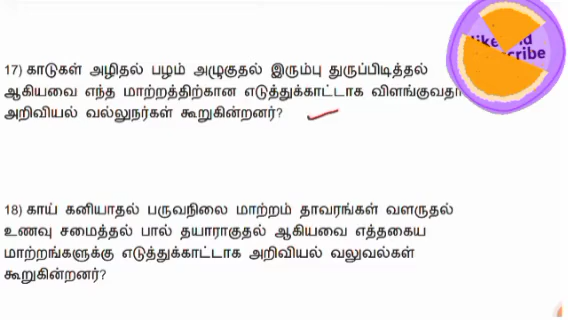 17) காடுகள் அழிதல் பழம் அழுகுதல் இரும்பு துருப்பிடித்தல்
ஆகியவை எந்த மாற்றத்திற்கான எடுத்துக்காட்டாக விளங்குவதா
அறிவியல் வல்லுநர்கள் கூறுகின்றனர்?
18) காய் கனியாதல் பருவநிலை மாற்றம் தாவரங்கள் வளருதல்
உணவு சமைத்தல் பால் தயாராகுதல் ஆகியவை எத்தகைய
மாற்றங்களுக்கு எடுத்துக்காட்டாக அறிவியல் வலுவல்கள்
கூறுகின்றனர்?